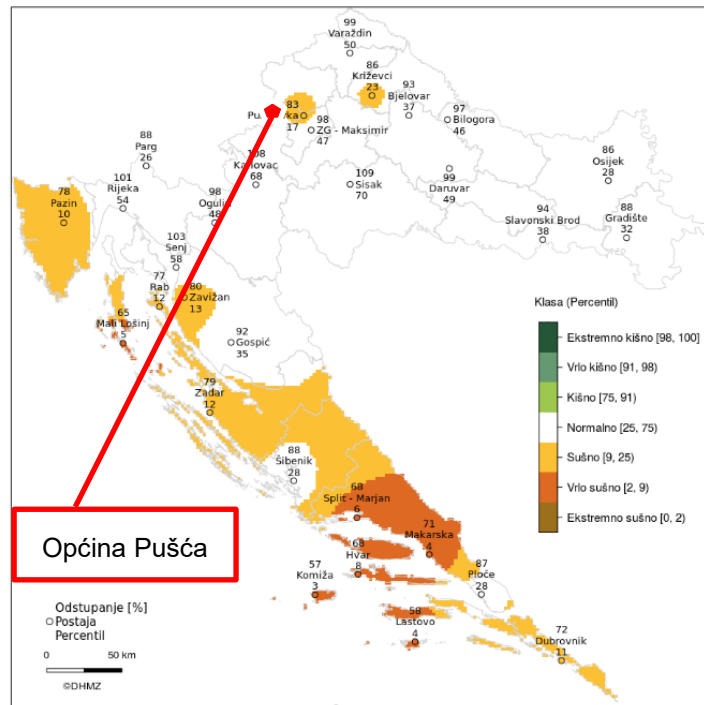 99
Varaždin
50
86
Križevci
23
93
Bjelovar
37
83
17
98
ZG - Maksimir
47
97
Bilogora
46
88
Parg
26
108
68
86
Osijek
28
101
Rijeka
54
109
Sisak
70
99
Daruvar
49
78
Pazin
10
98
Ogulin
48
94
Slavonski Brod
38
88
Gradište
32
103
Senj
58
77
Rab
12
80
Zavižan
13
65
Mali Lošinj
5
92
Gospić
35
Klasa (Percentil)
Ekstremno kišno [98, 100]
Vrlo kišno [91, 98)
Kišno [75, 91)
Normalno [25, 75)
Sušno [9, 25)
Vrlo sušno [2, 9)
Ekstremno sušno [0, 2)
79
Zadar
12
88
Šibenik
28
68
Split - Marjan
6
71
Makarska
4
Općina Pušća
68
Hvar
8
57
Komiža
3
87
Ploče
28
58
Lastovo
4
72
Dubrovnik
11
Odstupanje [%]
Postaja
Percentil
0 50 km
©DHMZ